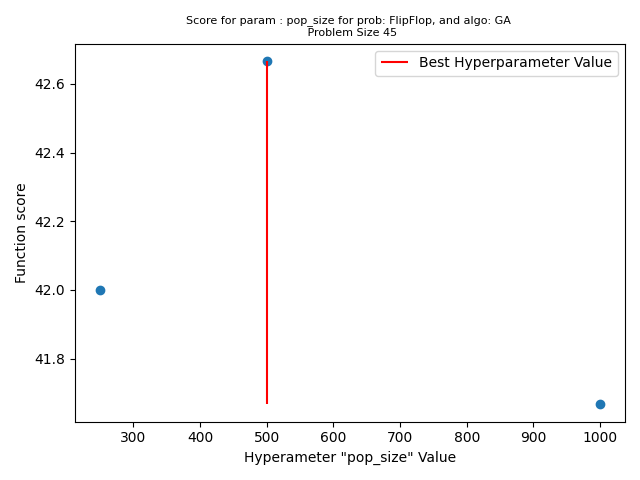 Score for param : pop_size for prob: FlipFlop, and algo: GA
Problem Size 45
Best Hyperparameter Value
42.6
42.4
42.2
42.0
41.8
Function score
300 400 500 600 700 800 900 1000
Hyperameter "pop_size" Value